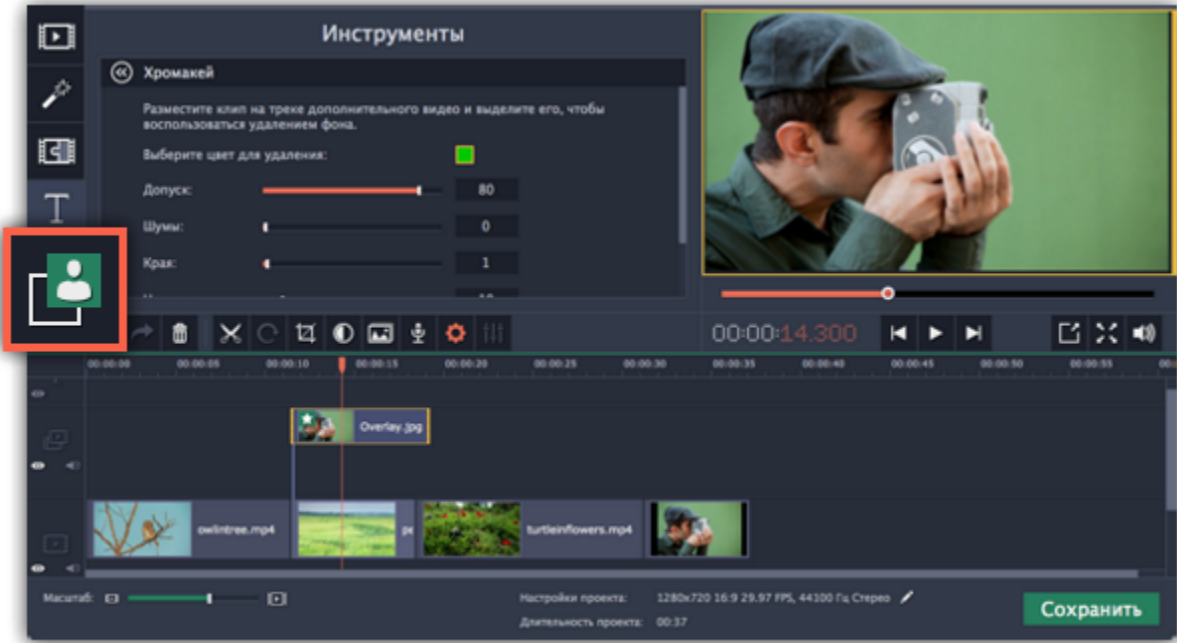 Инструменты
Хромакей
Разместите клип на треке дополнительного видео и выделите его, чтобы
воспользоваться удалением фона.
Выберите цвет для удаления:
Допуск: 80
Шумы: 0
Края: 1
T
00:00:14.300
00:00:00 00:00:05 00:00:10 00:00:15 00:00:20 00:00:25 00:00:30 00:00:35 00:00:40 00:00:45 00:00:50 00:00:55
Overlay.jpg
owlintree.mp4 turtleinflowers.mp4
Масштаб: Настройки проекта: 1280x720 16:9 29.97 FPS, 44100 Гц Стерео
Длительность проекта: 00:37
Сохранить